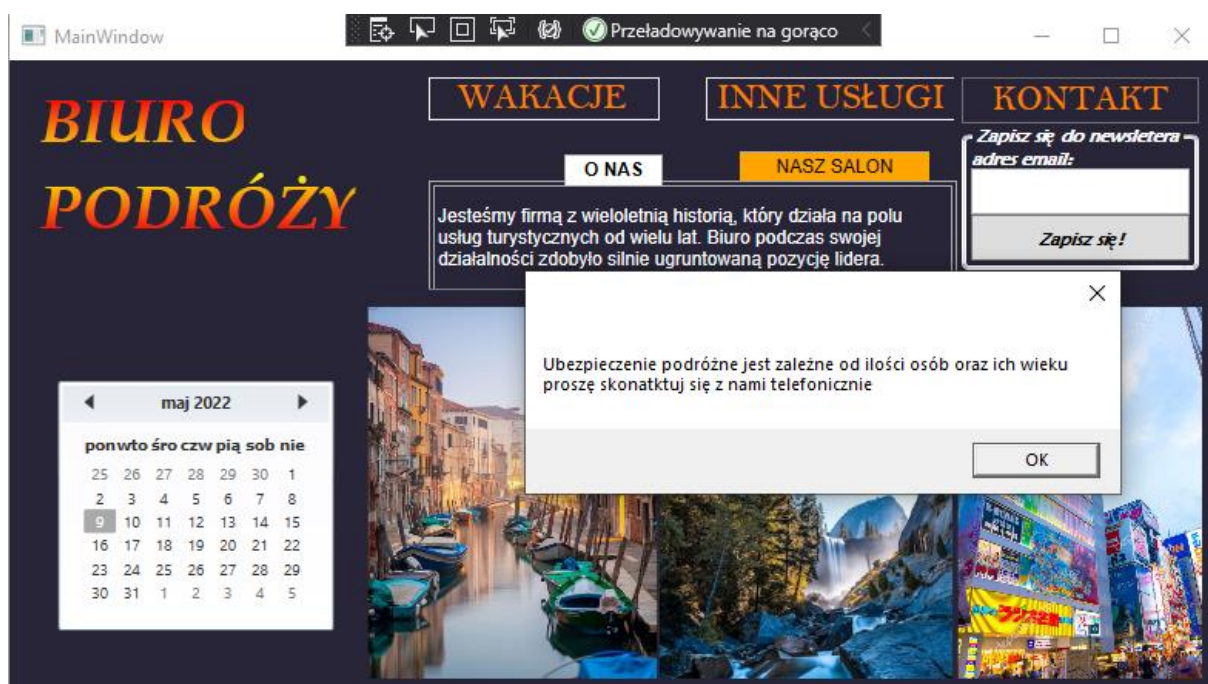 MainWindow
Przeładowywanie na gorąco
BIURO
PODRÓŻY
WAKACJE
INNE USŁUGI
KONTAKT
Zapisz się do newsletera
adres email:
Zapisz się!
O NAS
NASZ SALON
Jesteśmy firmą z wieloletnią historią, który działa na polu
usług turystycznych od wielu lat. Biuro podczas swojej
działalności zdobyło silnie ugruntowaną pozycję lidera.
Ubezpieczenie podróżne jest zależne od ilości osób oraz ich wieku
proszę skonatktuj się z nami telefonicznie
OK
maj 2022
pon wto śro czw pią sob nie
25 26 27 28 29 30 1
2 3 4 5 6 7 8
9 10 11 12 13 14 15
16 17 18 19 20 21 22
23 24 25 26 27 28 29
30 31 1 2 3 4 5